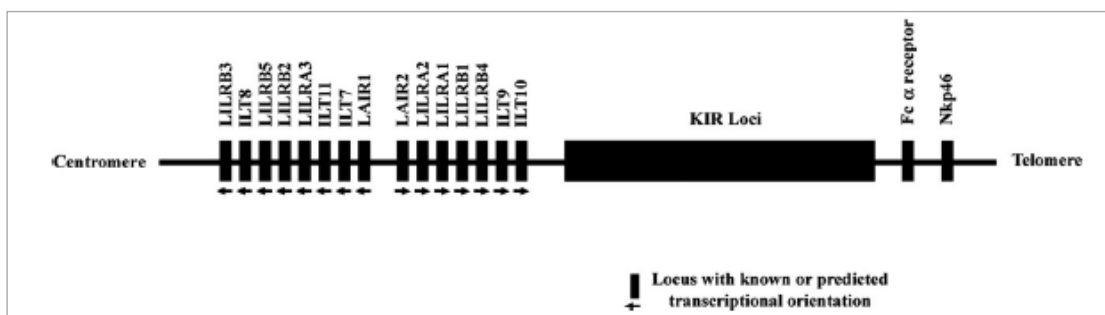 LILRB3
ILT8
LILRB5
LILRB2
LILRA3
ILT11
ILT7
LAIR1
LAIR2
LILRA2
LILRA1
LILRB1
LILRB4
ILT9
ILT10
KIR Loci
Fc α receptor
Nkp46
Centromere
Telomere
Locus with known or predicted
transcriptional orientation